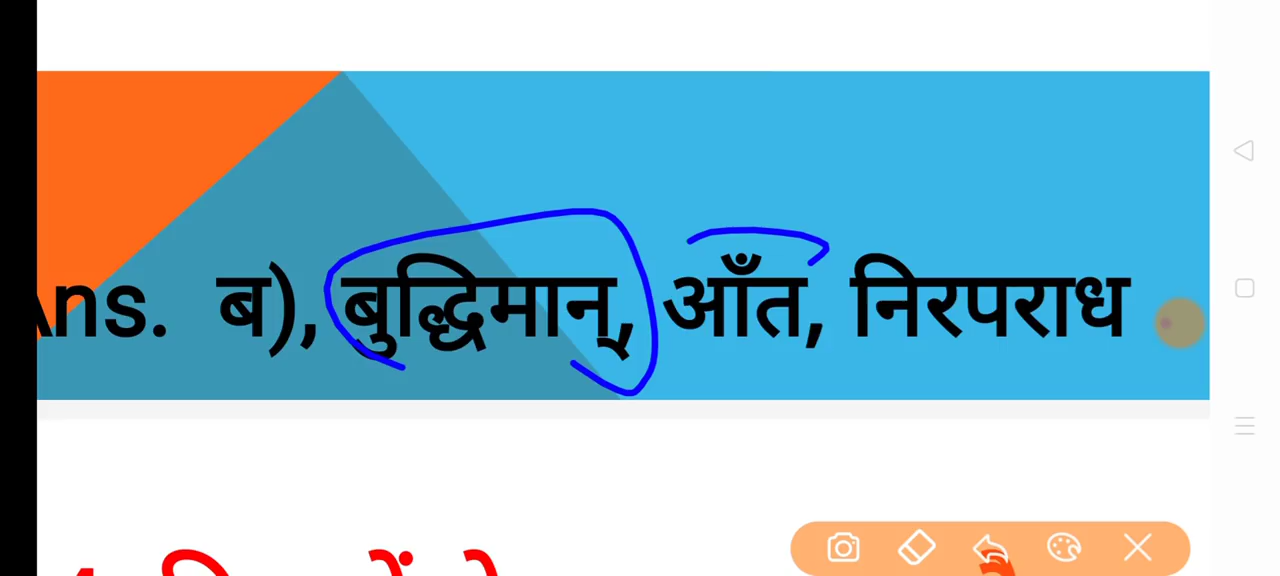 Ans. ब), बुद्धिमान्, आँत, निरपराध